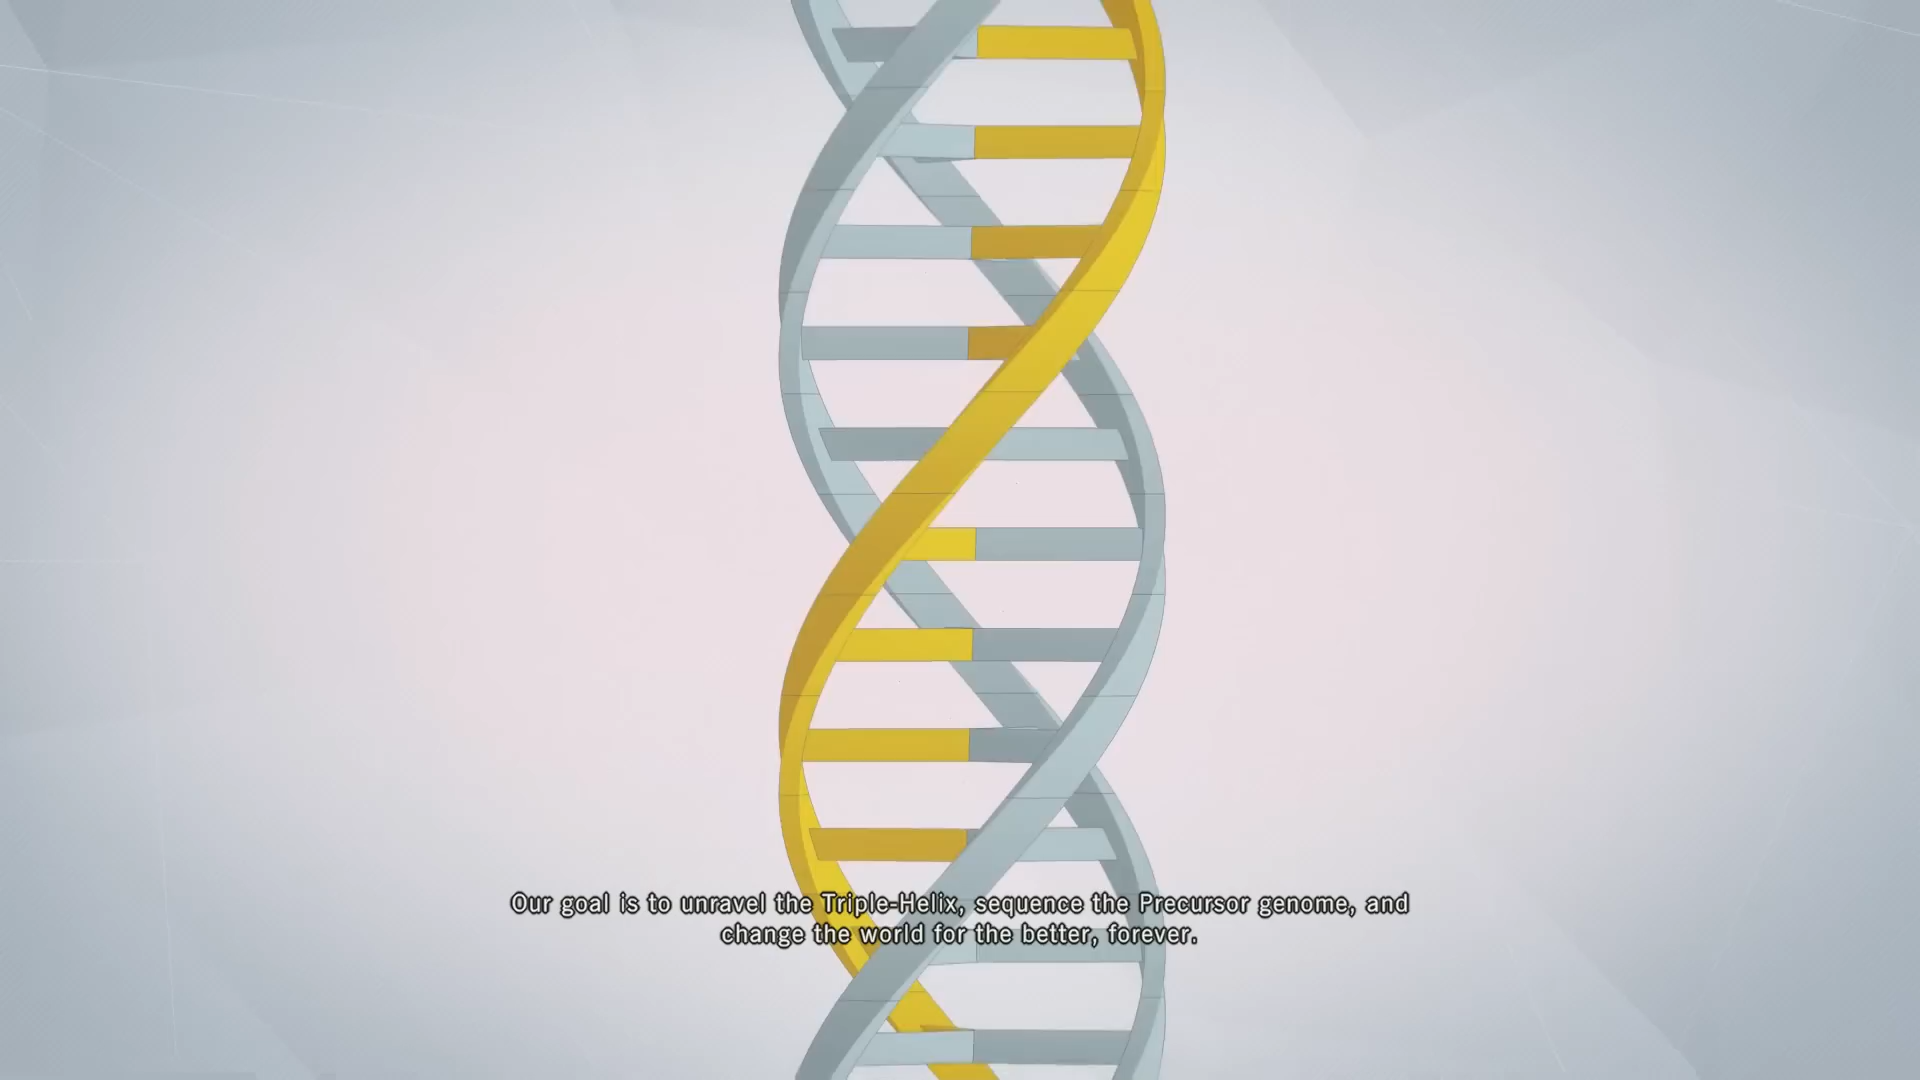 Our goal is to unravel the Triple-Helix, sequence the Precursor genome, and
change the world for the better, forever.